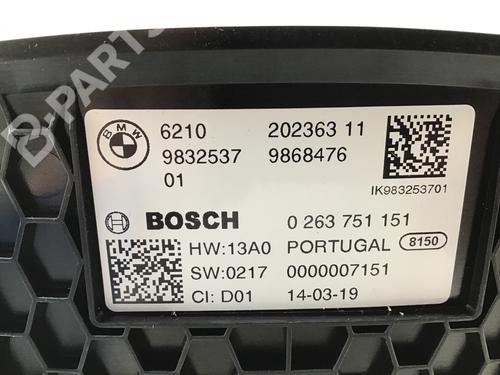 B-PARTS
BMW
6210 202363 11
9832537 9868476
01
IK983253701
BOSCH 0 263 751 151
HW:13A0 PORTUGAL 8150
SW:0217 0000007151
CI: D01 14-03-19